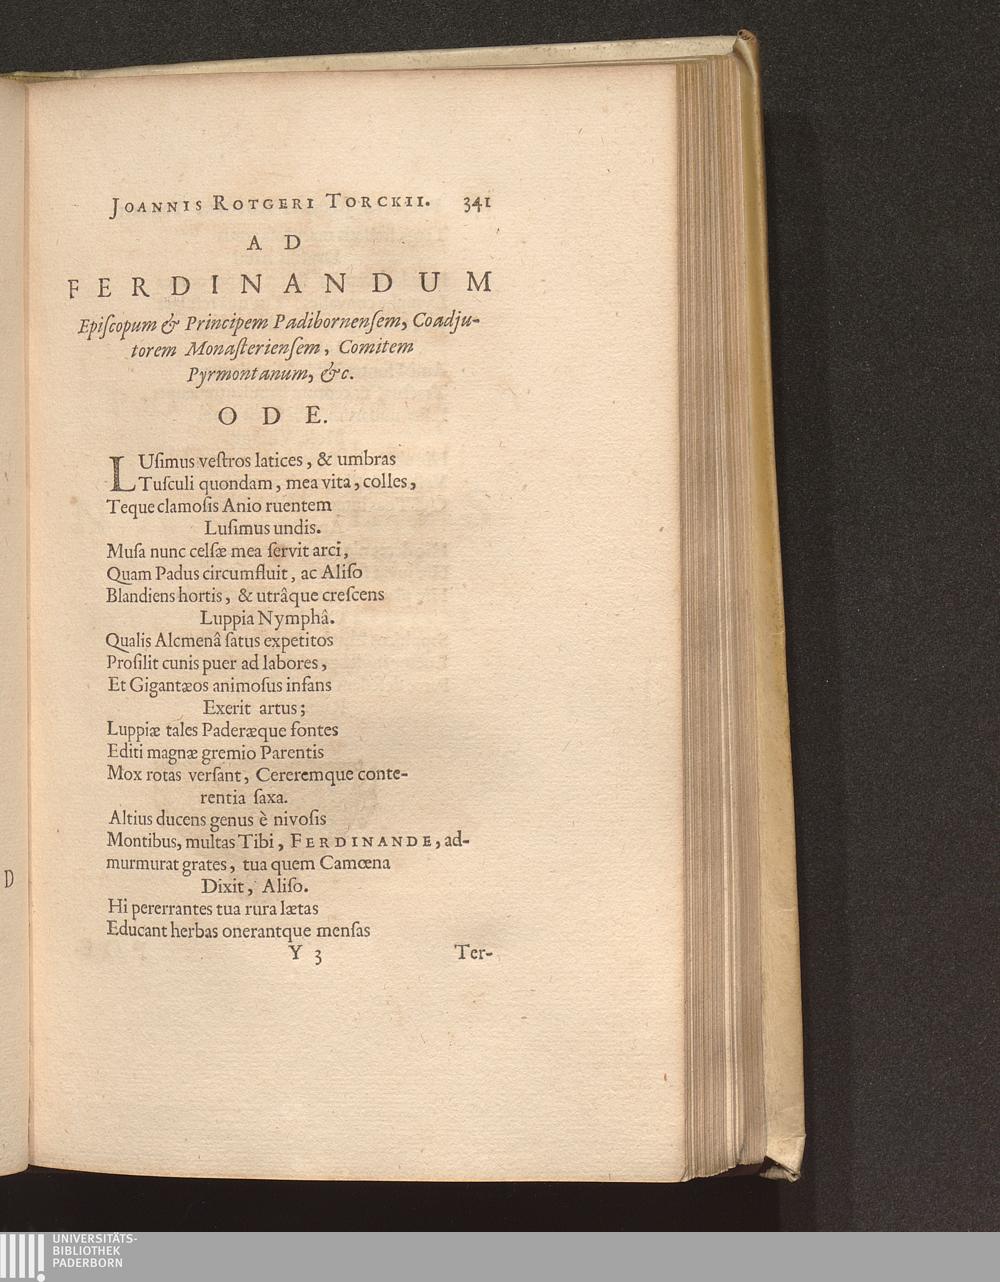 JOANNIS ROTGERI TORCKII. 341
A D
FERDINANDUM
Epiſcopum & Principem Padibornenſem, Coadju-
torem Monaſterienſem, Comitem
Pyrmontanum, &c.
O D E.
LUſimus veſtros latices, & umbras
Tuſculi quondam, mea vita, colles,
Teque clamoſis Anio ruentem
Luſimus undis.
Muſa nunc celſæ mea ſervit arci,
Quam Padus circumfluit, ac Aliſo
Blandiens hortis, & utrâque creſcens
Luppia Nymphâ.
Qualis Alcmenâ ſatus expetitos
Proſilit cunis puer ad labores,
Et Gigantæos animoſus infans
Exerit artus;
Luppiæ tales Paderæque fontes
Editi magnæ gremio Parentis
Mox rotas verſant, Cereremque conte-
rentia ſaxa.
Altius ducens genus è nivoſis
Montibus, multas Tibi, FERDINANDE, ad-
murmurat grates, tua quem Camœna
Dixit, Aliſo.
Hi pererrantes tua rura lætas
Educant herbas onerantque menſas
Y 3 Ter-
D
UNIVERSITÄTS-
BIBLIOTHEK
PADERBORN